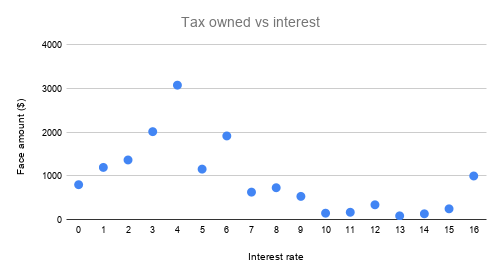 Tax owned vs interest
Face amount ($)
4000
3000
2000
1000
0
0 1 2 3 4 5 6 7 8 9 10 11 12 13 14 15 16
Interest rate